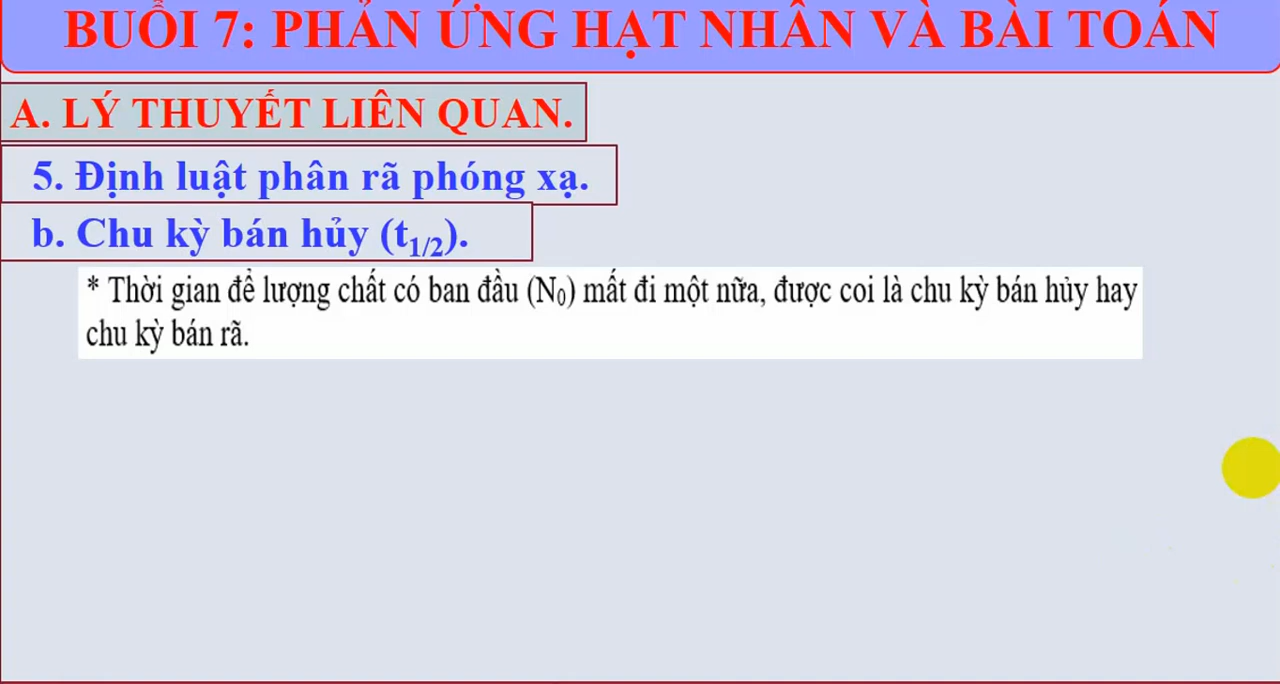 BUỔI 7: PHẢN ỨNG HẠT NHÂN VÀ BÀI TOÁN
A. LÝ THUYẾT LIÊN QUAN.
5. Định luật phân rã phóng xạ.
b. Chu kỳ bán hủy (t1/2).
* Thời gian để lượng chất có ban đầu (N0) mất đi một nữa, được coi là chu kỳ bán hủy hay
chu kỳ bán rã.